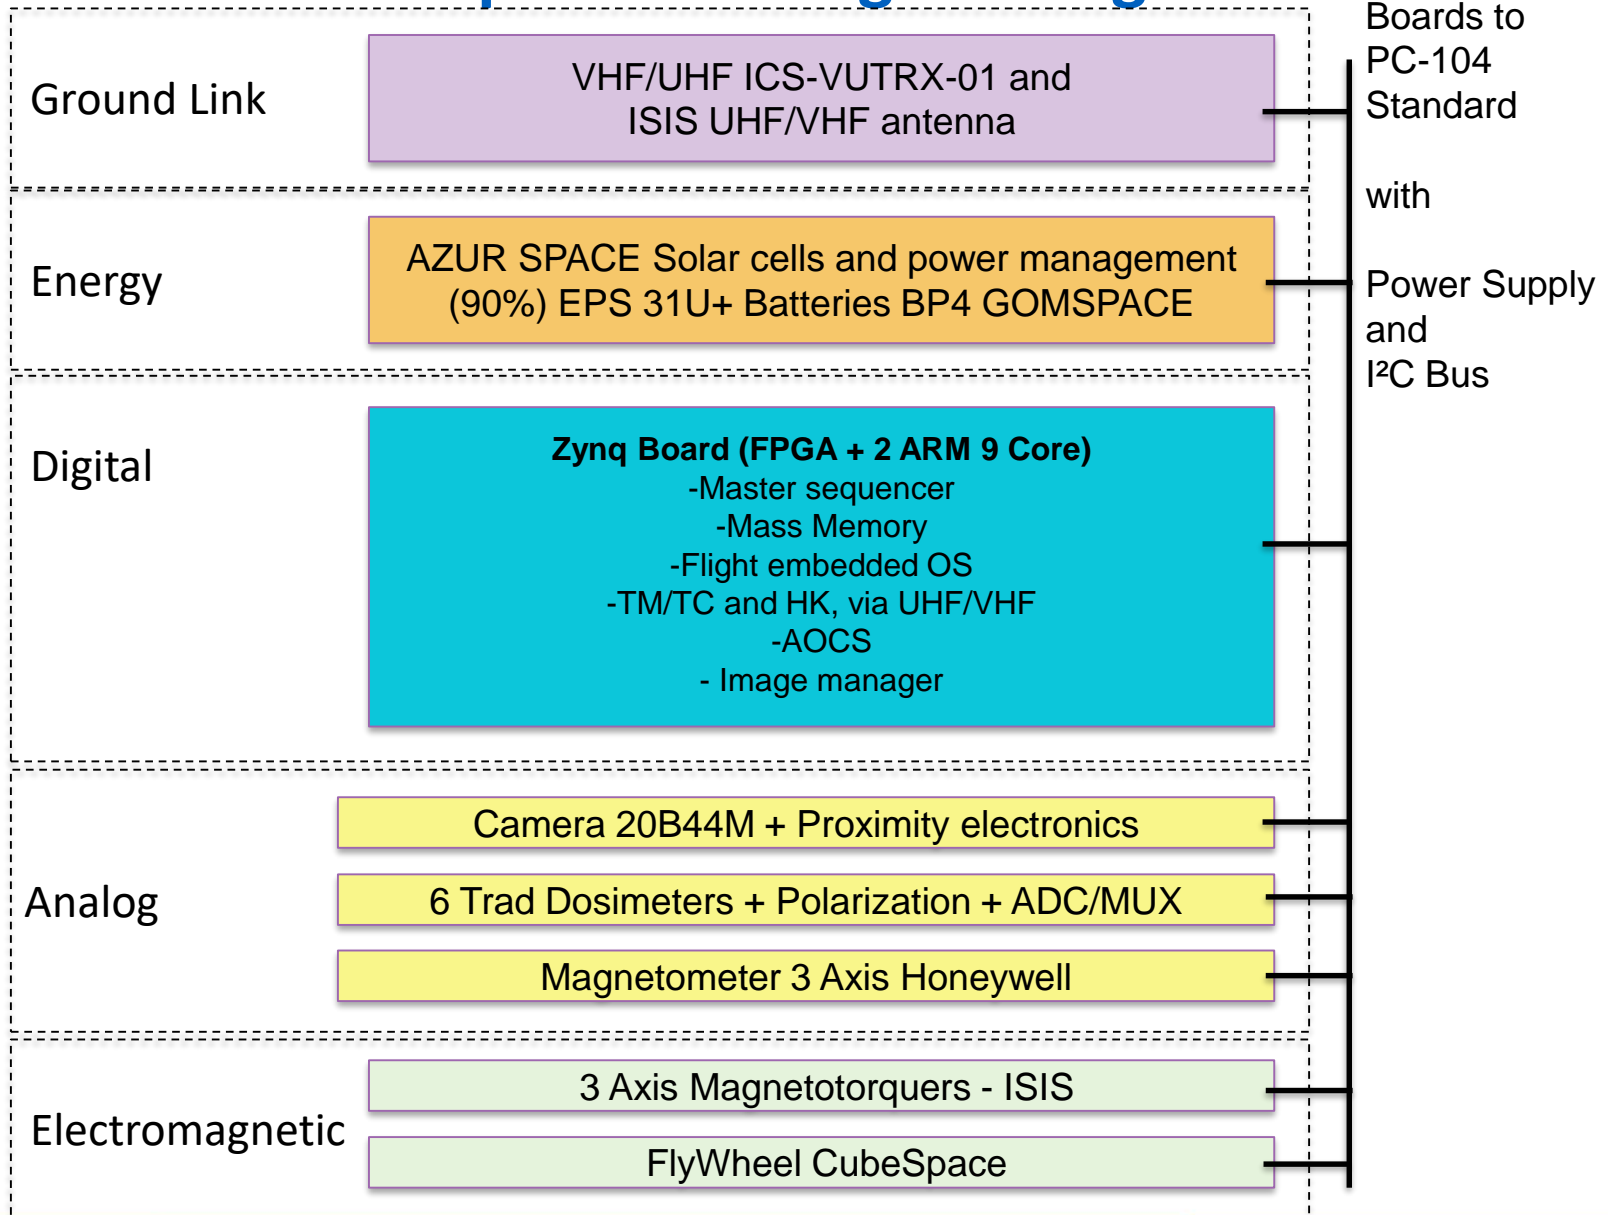 Ground Link
VHF/UHF ICS-VUTRX-01 and
ISIS UHF/VHF antenna
Boards to
PC-104
Standard
with
Power Supply
and
I²C Bus
Energy
AZUR SPACE Solar cells and power management
(90%) EPS 31U+ Batteries BP4 GOMSPACE
Digital
Zynq Board (FPGA + 2 ARM 9 Core)
-Master sequencer
-Mass Memory
-Flight embedded OS
-TM/TC and HK, via UHF/VHF
-AOCS
- Image manager
Analog
Camera 20B44M + Proximity electronics
6 Trad Dosimeters + Polarization + ADC/MUX
Magnetometer 3 Axis Honeywell
Electromagnetic
3 Axis Magnetotorquers - ISIS
FlyWheel CubeSpace